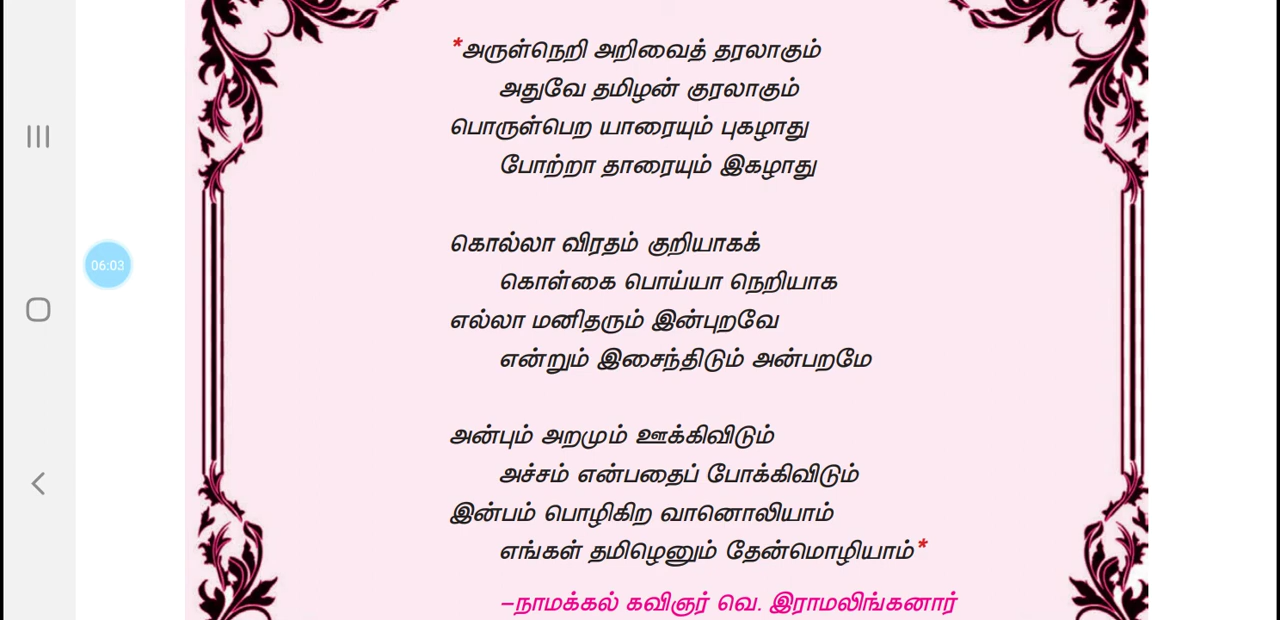 *அருள்நெறி அறிவைத் தரலாகும்
அதுவே தமிழன் குரலாகும்
பொருள்பெற யாரையும் புகழாது
போற்றா தாரையும் இகழாது
கொல்லா விரதம் குறியாகக்
கொள்கை பொய்யா நெறியாக
எல்லா மனிதரும் இன்புறவே
என்றும் இசைந்திடும் அன்பறமே
அன்பும் அறமும் ஊக்கிவிடும்
அச்சம் என்பதைப் போக்கிவிடும்
இன்பம் பொழிகிற வானொலியாம்
எங்கள் தமிழெனும் தேன்மொழியாம்*
–நாமக்கல் கவிஞர் வெ. இராமலிங்கனார்
06:03